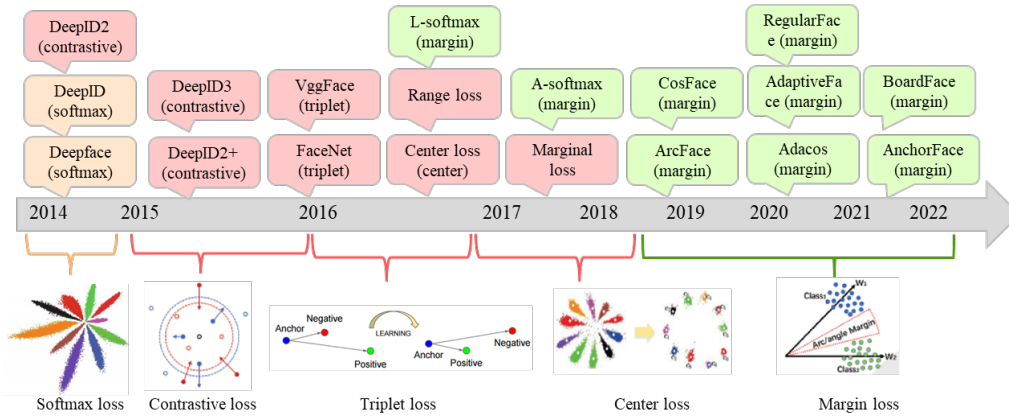 DeepID2
(contrastive)
L-softmax
(margin)
RegularFac
e (margin)
DeepID
(softmax)
DeepID3
(contrastive)
VggFace
(triplet)
Range loss
A-softmax
(margin)
CosFace
(margin)
AdaptiveFa
ce (margin)
BoardFace
(margin)
Deepface
(softmax)
DeepID2+
(contrastive)
FaceNet
(triplet)
Center loss
(center)
Marginal
loss
ArcFace
(margin)
Adacos
(margin)
AnchorFace
(margin)
2014 2015 2016 2017 2018 2019 2020 2021 2022
Anchor
Negative
Positive
LEARNING
Anchor
Negative
Positive
W₁
Class₁
Arc/angle Margin
W₂
Class₂
Softmax loss Contrastive loss Triplet loss Center loss Margin loss